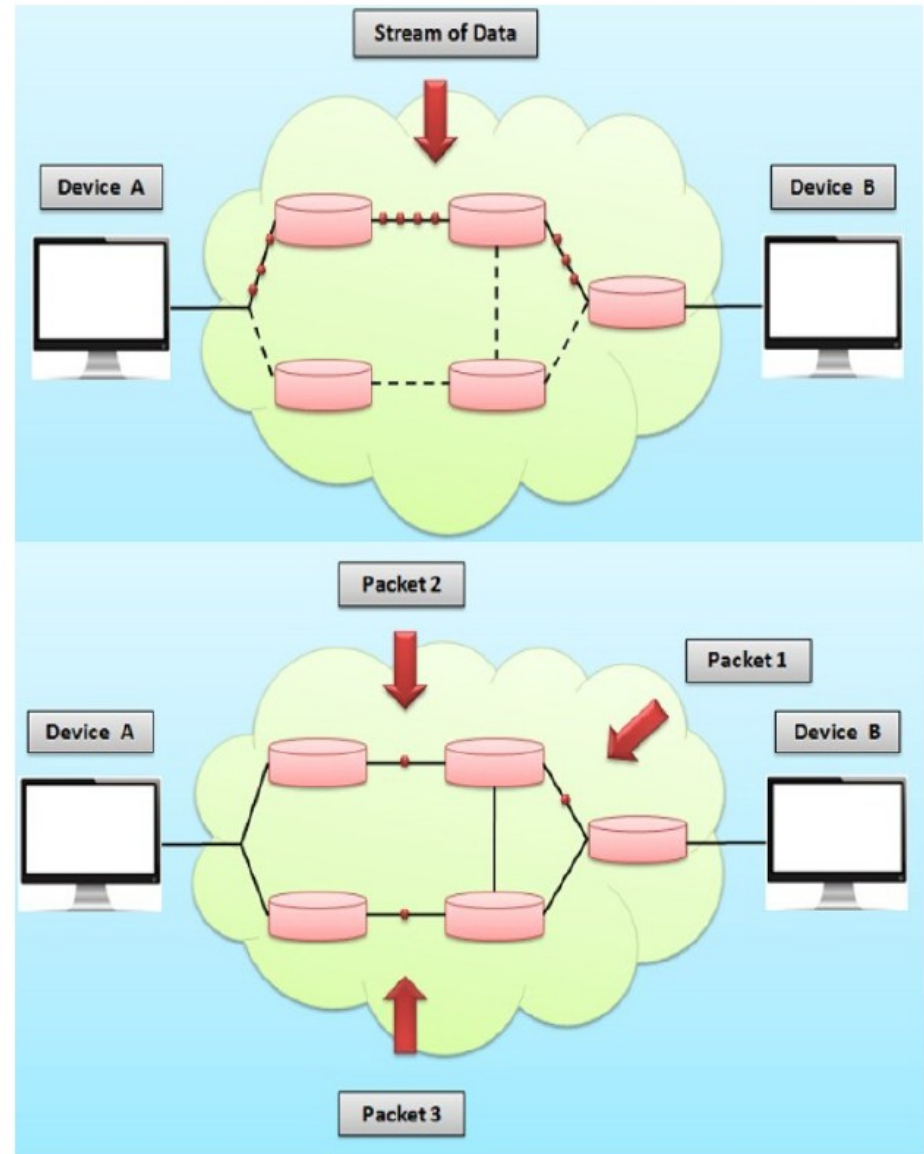 Stream of Data
Device A
Device B
Packet 2
Packet 1
Device A
Device B
Packet 3